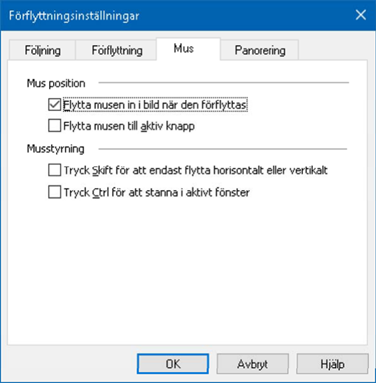 Förflyttningsinställningar
Följning Förflyttning Mus Panorering
Mus position
Flytta musen in i bild när den förflyttas
Flytta musen till aktiv knapp
Musstyrning
Tryck Skift för att endast flytta horisontalt eller vertikalt
Tryck Ctrl för att stanna i aktivt fönster
OK Avbryt Hjälp